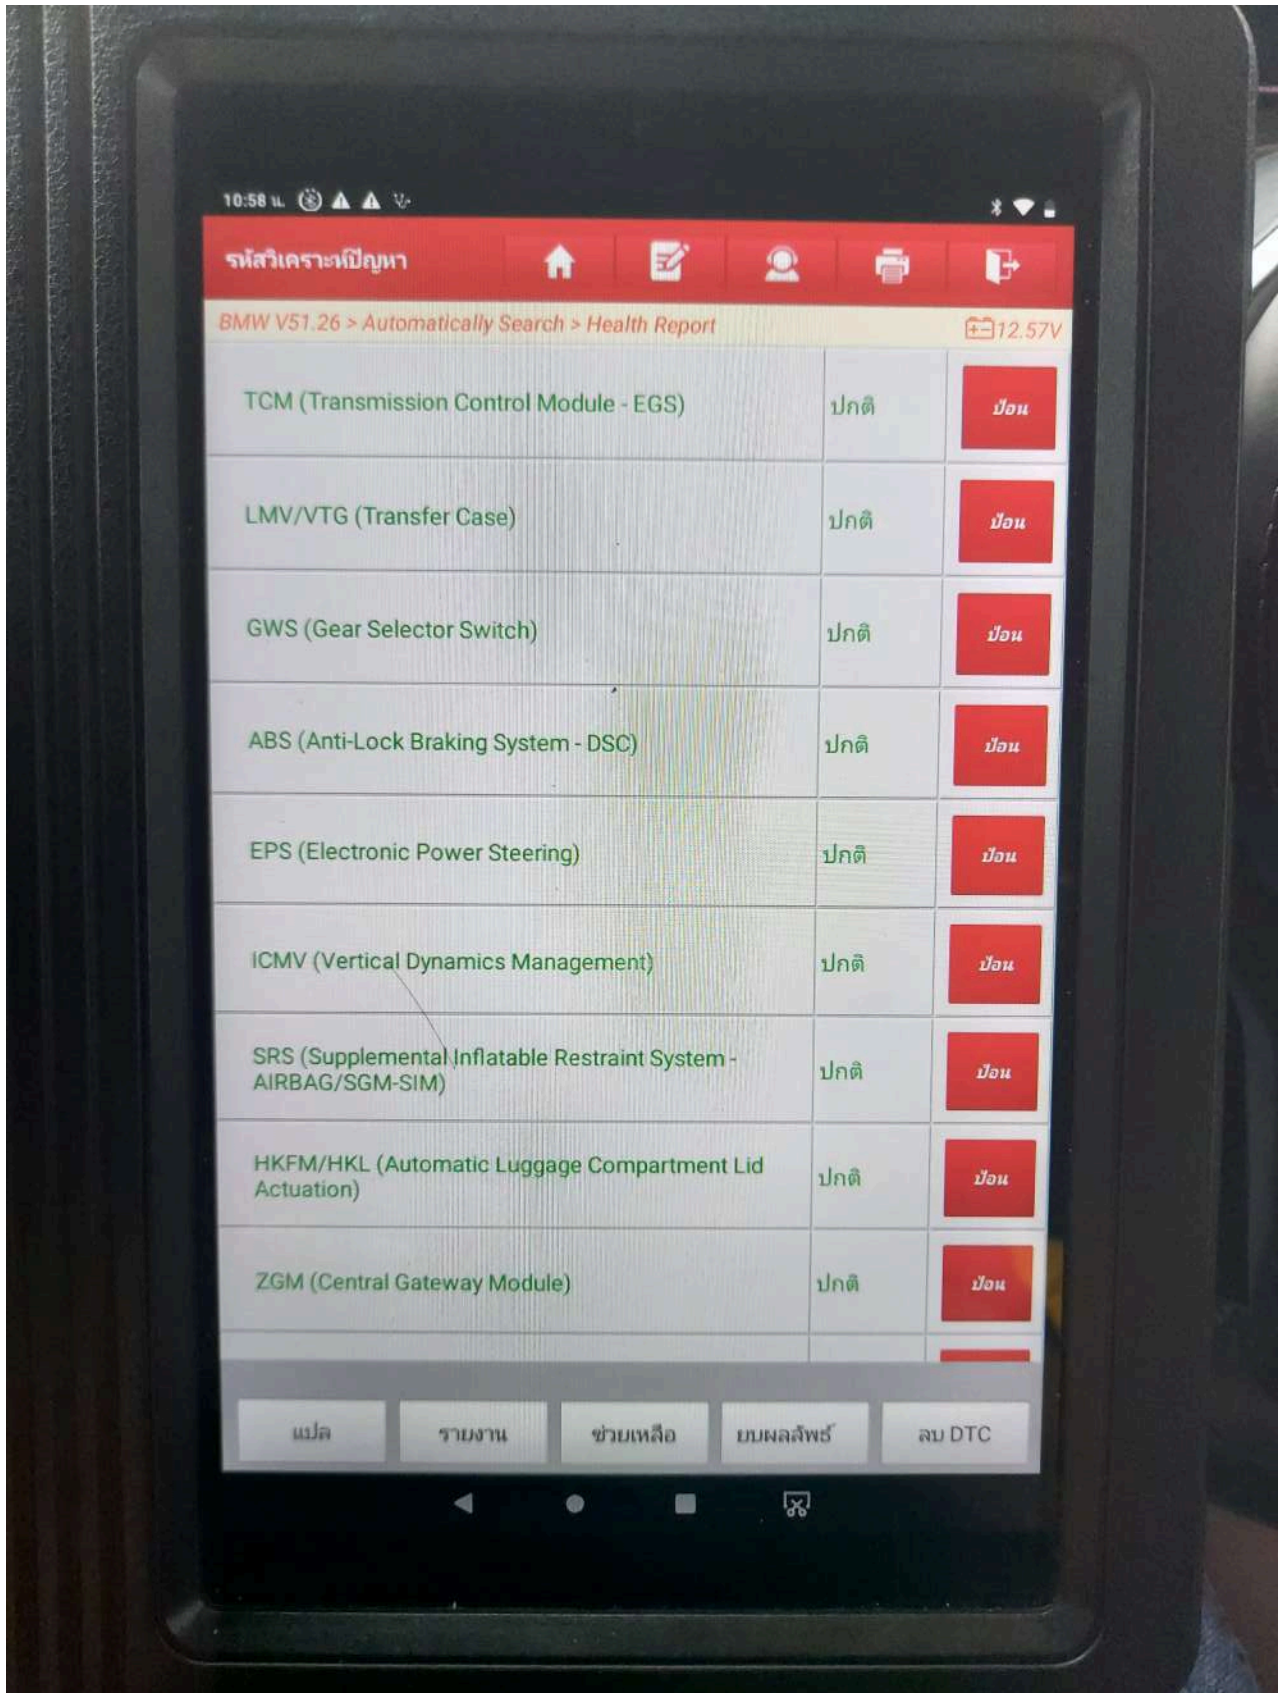 10:58 น.
รหัสวิเคราะห์ปัญหา
BMW V51.26 > Automatically Search > Health Report
12.57V
TCM (Transmission Control Module - EGS)
ปกติ
ป้อน
LMV/VTG (Transfer Case)
ปกติ
ป้อน
GWS (Gear Selector Switch)
ปกติ
ป้อน
ABS (Anti-Lock Braking System - DSC)
ปกติ
ป้อน
EPS (Electronic Power Steering)
ปกติ
ป้อน
ICMV (Vertical Dynamics Management)
ปกติ
ป้อน
SRS (Supplemental Inflatable Restraint System -
AIRBAG/SGM-SIM)
ปกติ
ป้อน
HKFM/HKL (Automatic Luggage Compartment Lid
Actuation)
ปกติ
ป้อน
ZGM (Central Gateway Module)
ปกติ
ป้อน
แปล
รายงาน
ช่วยเหลือ
ยบผลลัพธ์
ลบ DTC